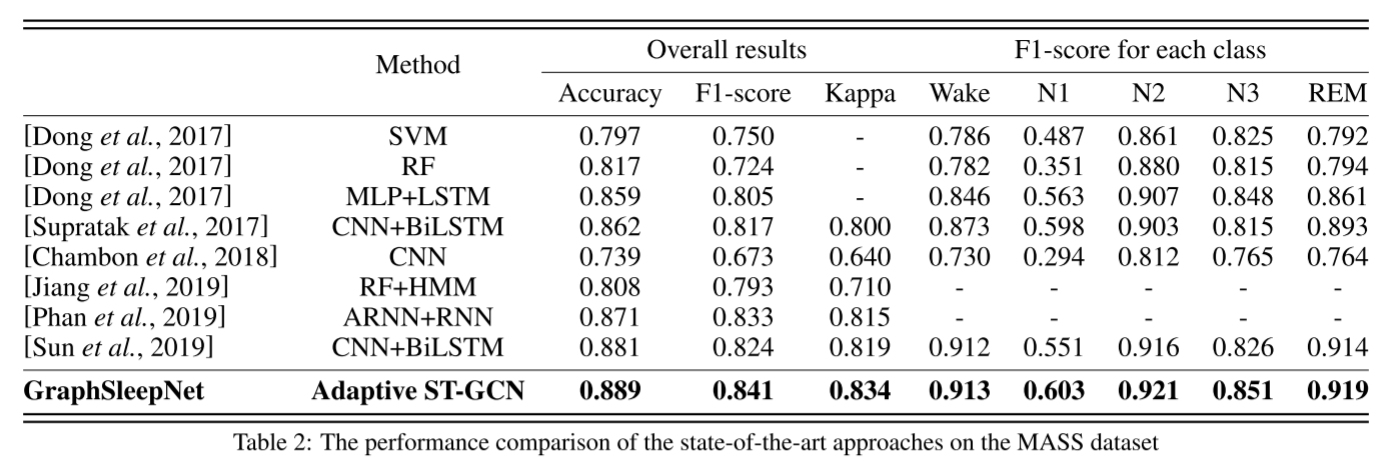 Method Overall results F1-score for each class
Accuracy F1-score Kappa Wake N1 N2 N3 REM
[Dong et al., 2017] SVM 0.797 0.750 - 0.786 0.487 0.861 0.825 0.792
[Dong et al., 2017] RF 0.817 0.724 - 0.782 0.351 0.880 0.815 0.794
[Dong et al., 2017] MLP+LSTM 0.859 0.805 - 0.846 0.563 0.907 0.848 0.861
[Supratak et al., 2017] CNN+BiLSTM 0.862 0.817 0.800 0.873 0.598 0.903 0.815 0.893
[Chambon et al., 2018] CNN 0.739 0.673 0.640 0.730 0.294 0.812 0.765 0.764
[Jiang et al., 2019] RF+HMM 0.808 0.793 0.710 - - - - -
[Phan et al., 2019] ARNN+RNN 0.871 0.833 0.815 - - - - -
[Sun et al., 2019] CNN+BiLSTM 0.881 0.824 0.819 0.912 0.551 0.916 0.826 0.914
GraphSleepNet Adaptive ST-GCN 0.889 0.841 0.834 0.913 0.603 0.921 0.851 0.919
Table 2: The performance comparison of the state-of-the-art approaches on the MASS dataset